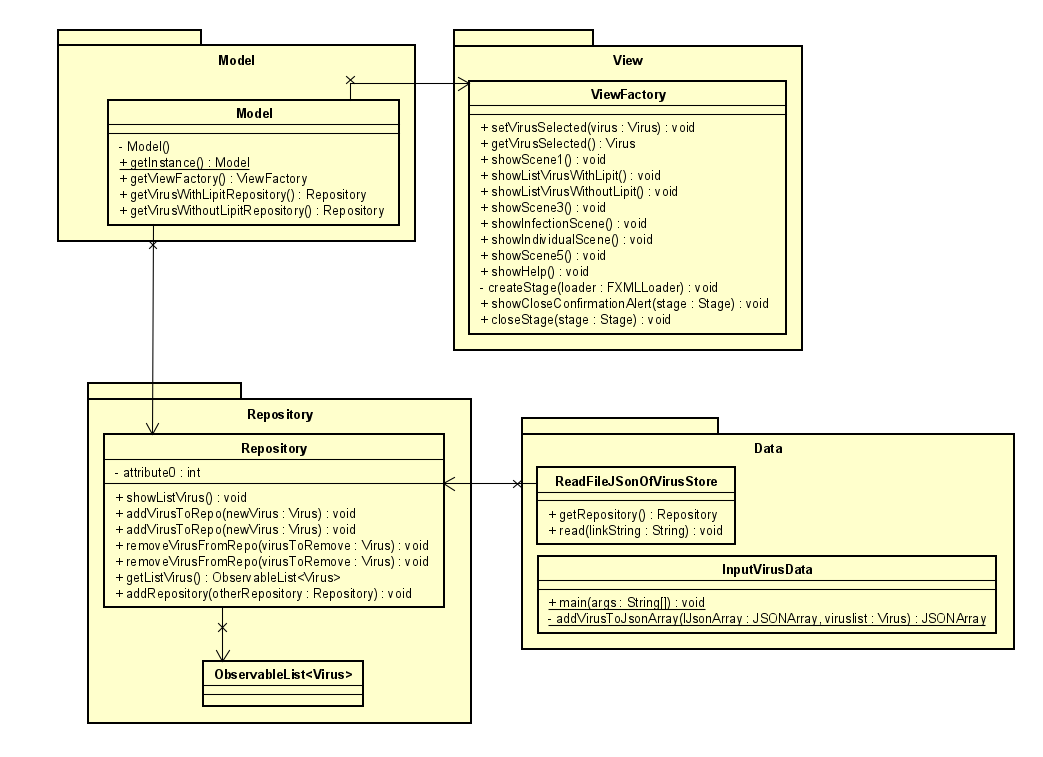 Model
Model
- Model()
+ getInstance() : Model
+ getViewFactory() : ViewFactory
+ getVirusWithLipitRepository() : Repository
+ getVirusWithoutLipitRepository() : Repository
View
ViewFactory
+ setVirusSelected(virus : Virus) : void
+ getVirusSelected() : Virus
+ showScene1() : void
+ showListVirusWithLipit() : void
+ showListVirusWithoutLipit() : void
+ showScene3() : void
+ showInfectionScene() : void
+ showIndividualScene() : void
+ showScene5() : void
+ showHelp() : void
- createStage(loader : FXMLLoader) : void
+ showCloseConfirmationAlert(stage : Stage) : void
+ closeStage(stage : Stage) : void
Repository
Repository
- attribute0 : int
+ showListVirus() : void
+ addVirusToRepo(newVirus : Virus) : void
+ addVirusToRepo(newVirus : Virus) : void
+ removeVirusFromRepo(virusToRemove : Virus) : void
+ removeVirusFromRepo(virusToRemove : Virus) : void
+ getListVirus() : ObservableList<Virus>
+ addRepository(otherRepository : Repository) : void
ObservableList<Virus>
Data
ReadFileJSonOfVirusStore
+ getRepository() : Repository
+ read(linkString : String) : void
InputVirusData
+ main(args : String[]) : void
- addVirusToJsonArray(lJsonArray : JSONArray, viruslist : Virus) : JSONArray